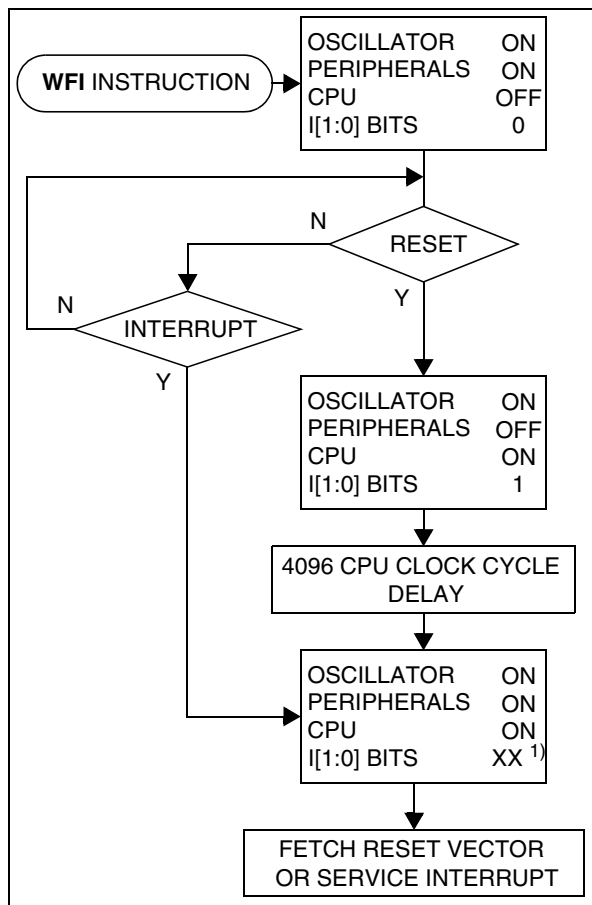 WFI INSTRUCTION
OSCILLATOR ON
PERIPHERALS ON
CPU OFF
I[1:0] BITS 0
N
RESET
Y
N
INTERRUPT
Y
OSCILLATOR ON
PERIPHERALS OFF
CPU ON
I[1:0] BITS 1
4096 CPU CLOCK CYCLE
DELAY
OSCILLATOR ON
PERIPHERALS ON
CPU ON
I[1:0] BITS XX 1)
FETCH RESET VECTOR
OR SERVICE INTERRUPT